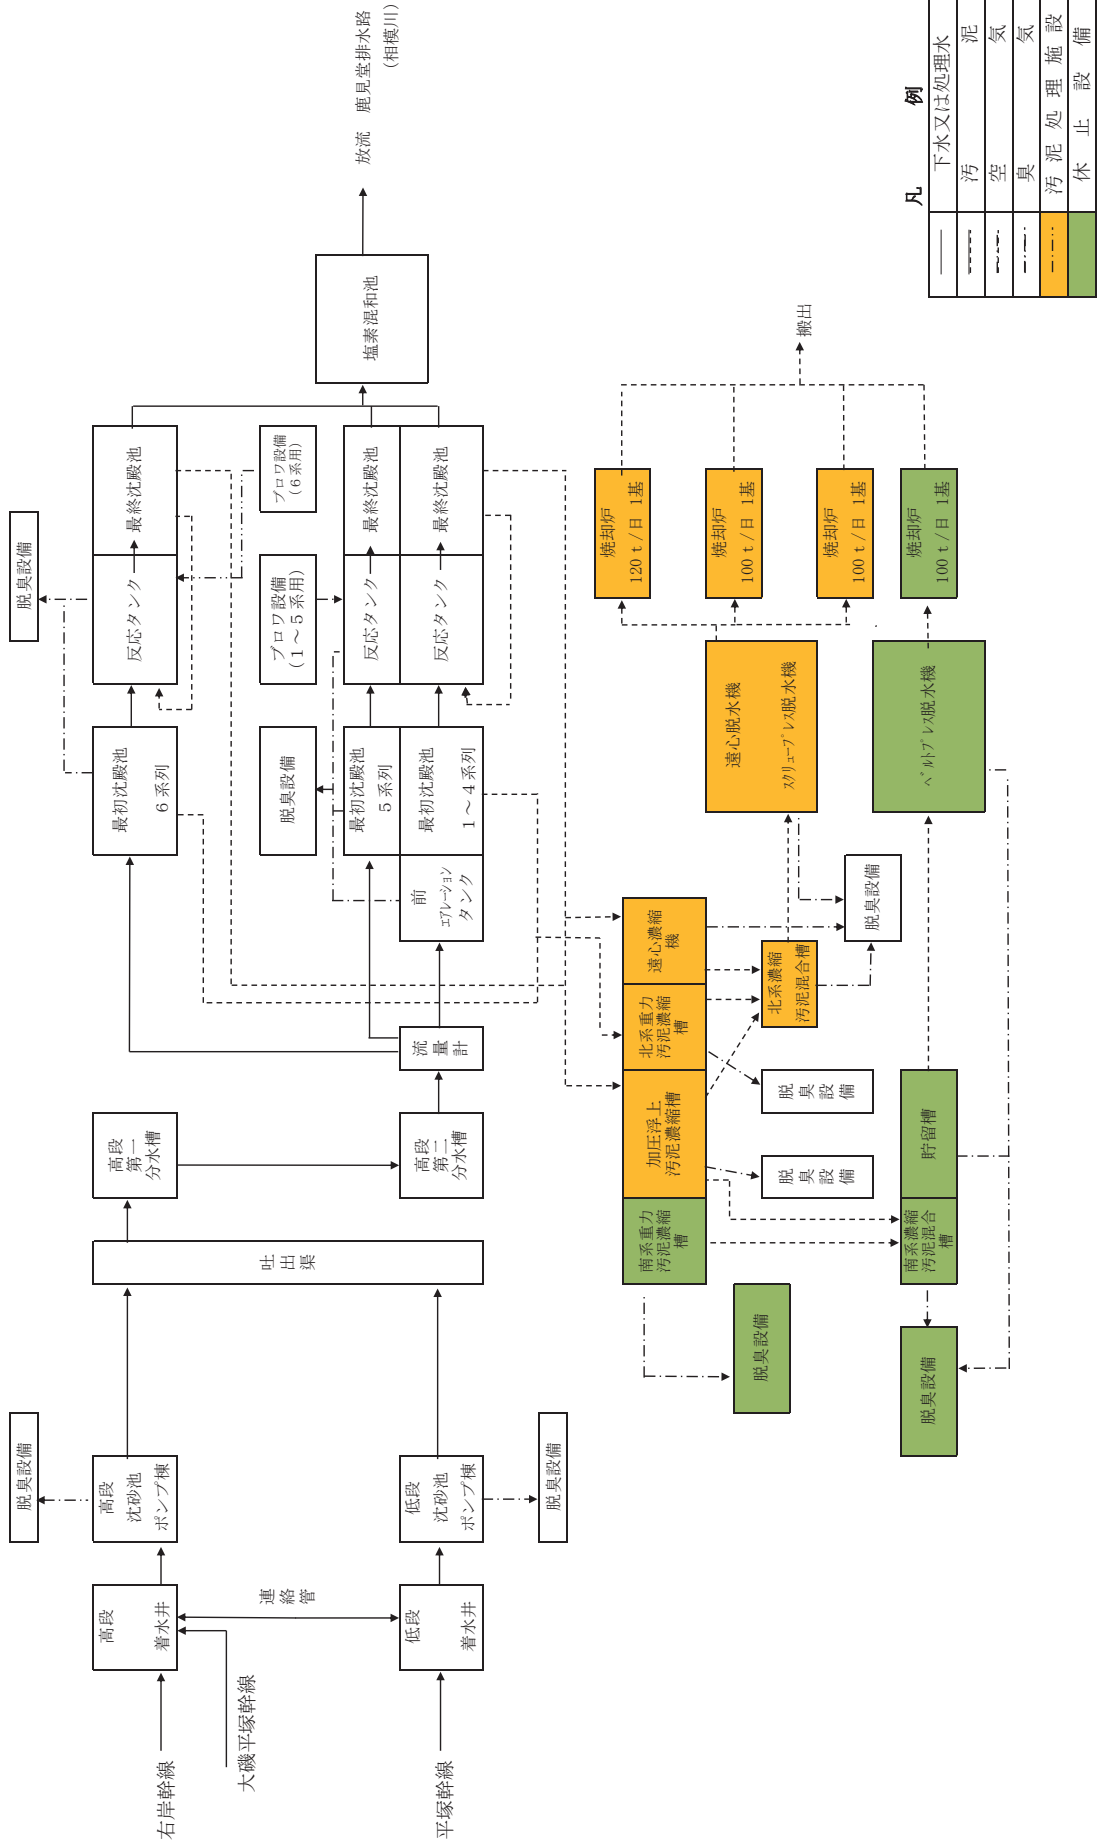 右岸幹線
大磯平塚幹線
平塚幹線
高段
着水井
連
絡
管
低段
着水井
脱臭設備
高段
沈砂池
ポンプ棟
低段
沈砂池
ポンプ棟
脱臭設備
吐
出
渠
高段
第一
分水槽
高段
第二
分水槽
流
量
計
最初沈殿池
6系列
脱臭設備
最初沈殿池
5系列
最初沈殿池
1～4系列
前
エアレーション
タンク
脱臭設備
反応タンク
最終沈殿池
ブロワ設備
(1～5系用)
ブロワ設備
(6系用)
反応タンク
最終沈殿池
反応タンク
最終沈殿池
塩素混和池
放流　鹿見堂排水路
(相模川)
遠心濃縮
機
北系重力
汚泥濃縮
槽
加圧浮上
汚泥濃縮槽
南系重力
汚泥濃縮
槽
脱臭設備
北系濃縮
汚泥混合槽
脱臭設備
脱
臭
設
備
脱
臭
設
備
貯留槽
南系濃縮
汚泥混合
槽
脱臭設備
遠心脱水機
スクリュープレス脱水機
ベルトプレス脱水機
焼却炉
120t/日 1基
焼却炉
100t/日 1基
焼却炉
100t/日 1基
焼却炉
100t/日 1基
搬出
凡　例
下水又は処理水
汚　泥
空　気
臭　気
汚泥処理施設
休止設備